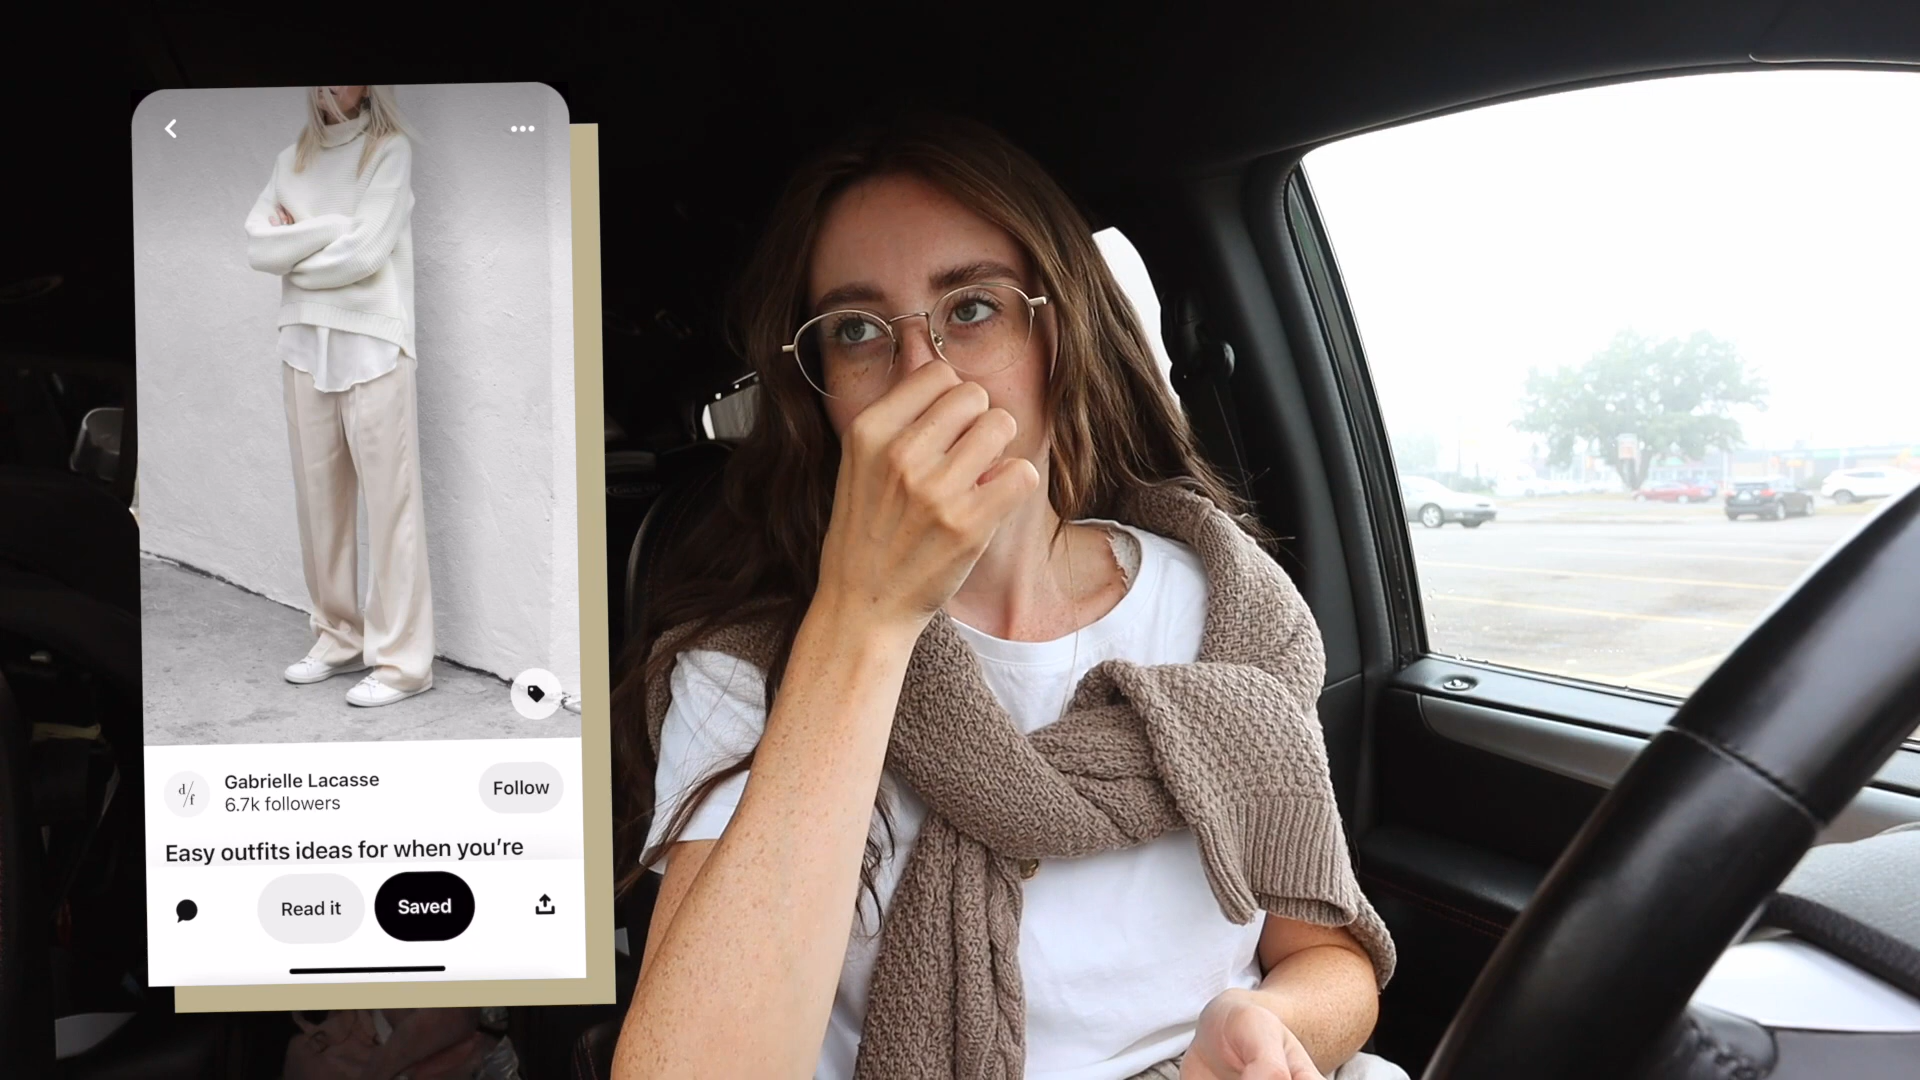 d/f
Gabrielle Lacasse
6.7k followers
Follow
Easy outfits ideas for when you’re
Read it
Saved